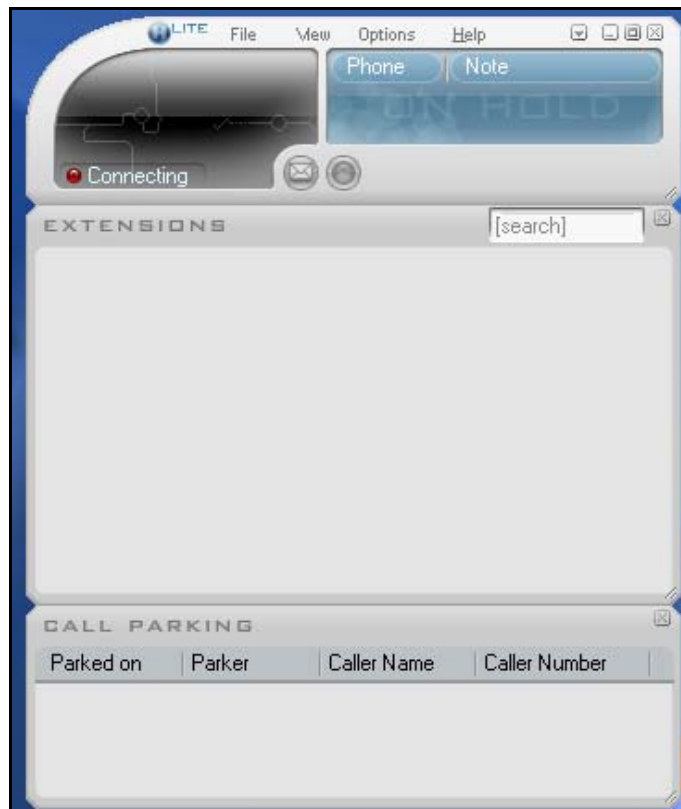 LITE File View Options Help
Phone Note
ON HOLD
Connecting
EXTENSIONS [search]
CALL PARKING
Parked on Parker Caller Name Caller Number